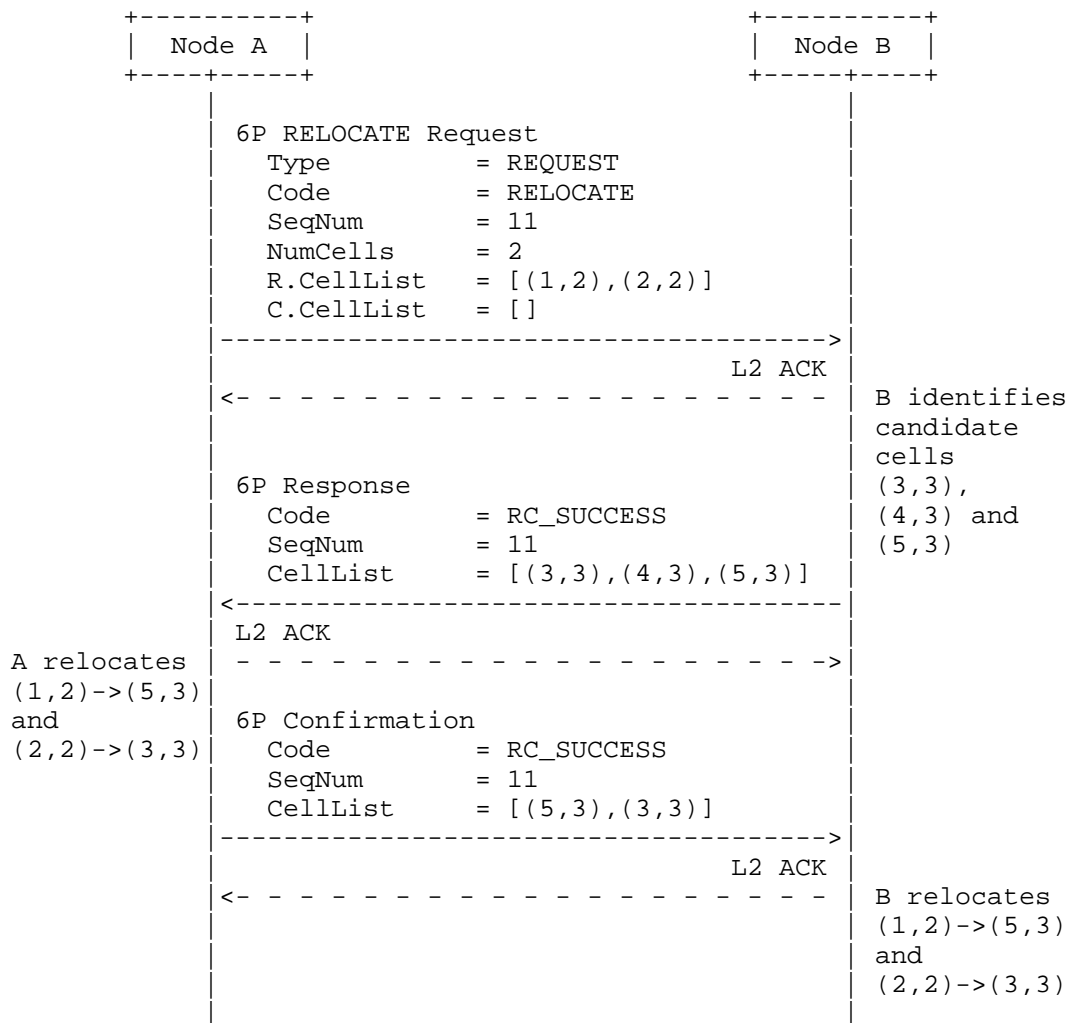 +----------+                           +----------+
|  Node A  |                           |  Node B  |
+----+-----+                           +-----+----+
6P RELOCATE Request
Type         = REQUEST
Code         = RELOCATE
SeqNum       = 11
NumCells     = 2
R.CellList   = [(1,2),(2,2)]
C.CellList   = []
-------------------------------------->
L2 ACK
<- - - - - - - - - - - - - - - - - - -   B identifies
candidate
cells
6P Response   (3,3),
Code         = RC_SUCCESS   (4,3) and
SeqNum       = 11   (5,3)
CellList     = [(3,3),(4,3),(5,3)]
<--------------------------------------
L2 ACK
A relocates   - - - - - - - - - - - - - - - - - - ->
(1,2)->(5,3)
and   6P Confirmation
(2,2)->(3,3)   Code         = RC_SUCCESS
SeqNum       = 11
CellList     = [(5,3),(3,3)]
-------------------------------------->
L2 ACK
<- - - - - - - - - - - - - - - - - - -   B relocates
(1,2)->(5,3)
and
(2,2)->(3,3)